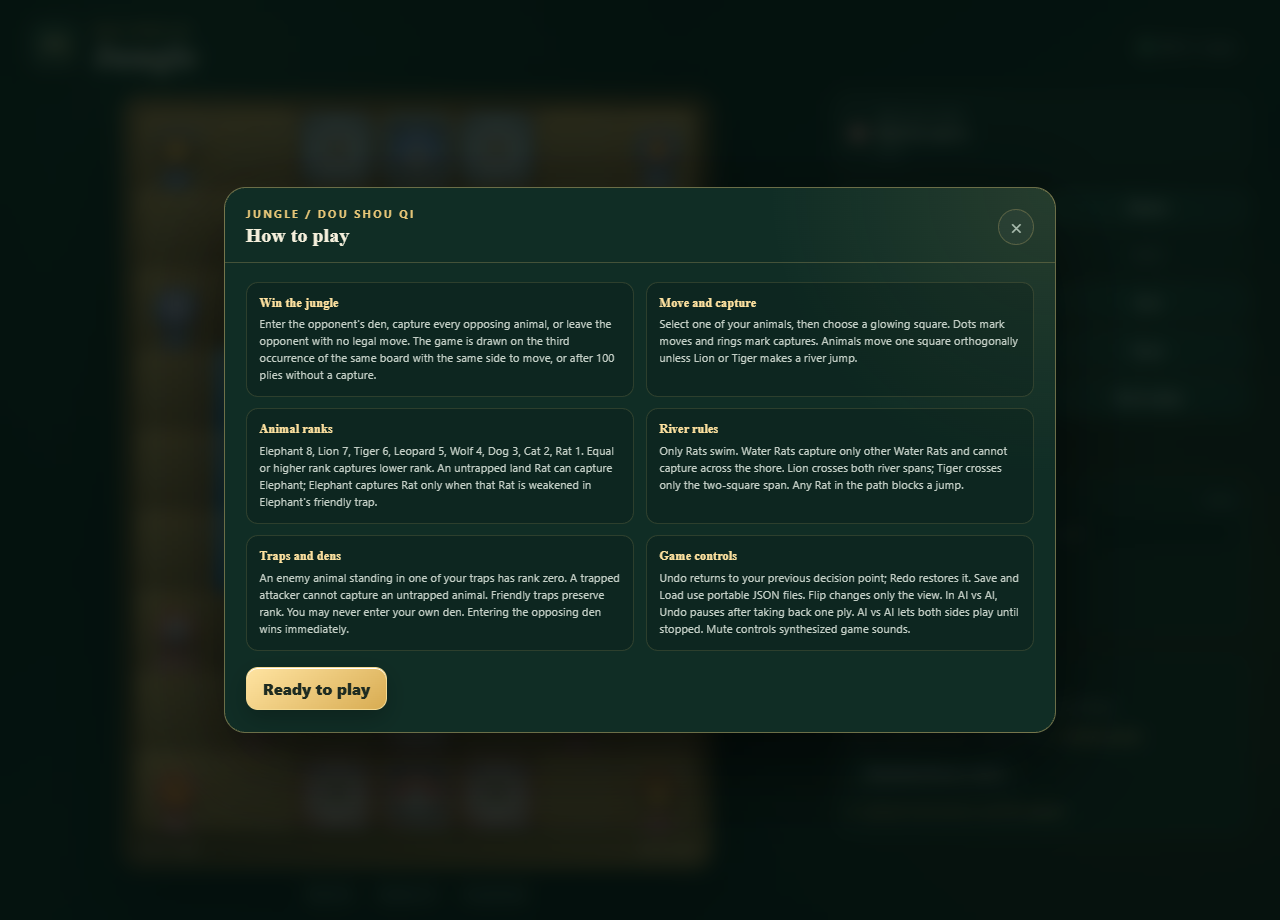 JUNGLE / DOU SHOU QI
How to play
×
Win the jungle
Enter the opponent's den, capture every opposing animal, or leave the
opponent with no legal move. The game is drawn on the third
occurrence of the same board with the same side to move, or after 100
plies without a capture.
Move and capture
Select one of your animals, then choose a glowing square. Dots mark
moves and rings mark captures. Animals move one square orthogonally
unless Lion or Tiger makes a river jump.
Animal ranks
Elephant 8, Lion 7, Tiger 6, Leopard 5, Wolf 4, Dog 3, Cat 2, Rat 1. Equal
or higher rank captures lower rank. An untrapped land Rat can capture
Elephant; Elephant captures Rat only when that Rat is weakened in
Elephant's friendly trap.
River rules
Only Rats swim. Water Rats capture only other Water Rats and cannot
capture across the shore. Lion crosses both river spans; Tiger crosses
only the two-square span. Any Rat in the path blocks a jump.
Traps and dens
An enemy animal standing in one of your traps has rank zero. A trapped
attacker cannot capture an untrapped animal. Friendly traps preserve
rank. You may never enter your own den. Entering the opposing den
wins immediately.
Game controls
Undo returns to your previous decision point; Redo restores it. Save and
Load use portable JSON files. Flip changes only the view. In AI vs AI,
Undo pauses after taking back one ply. AI vs AI lets both sides play until
stopped. Mute controls synthesized game sounds.
Ready to play